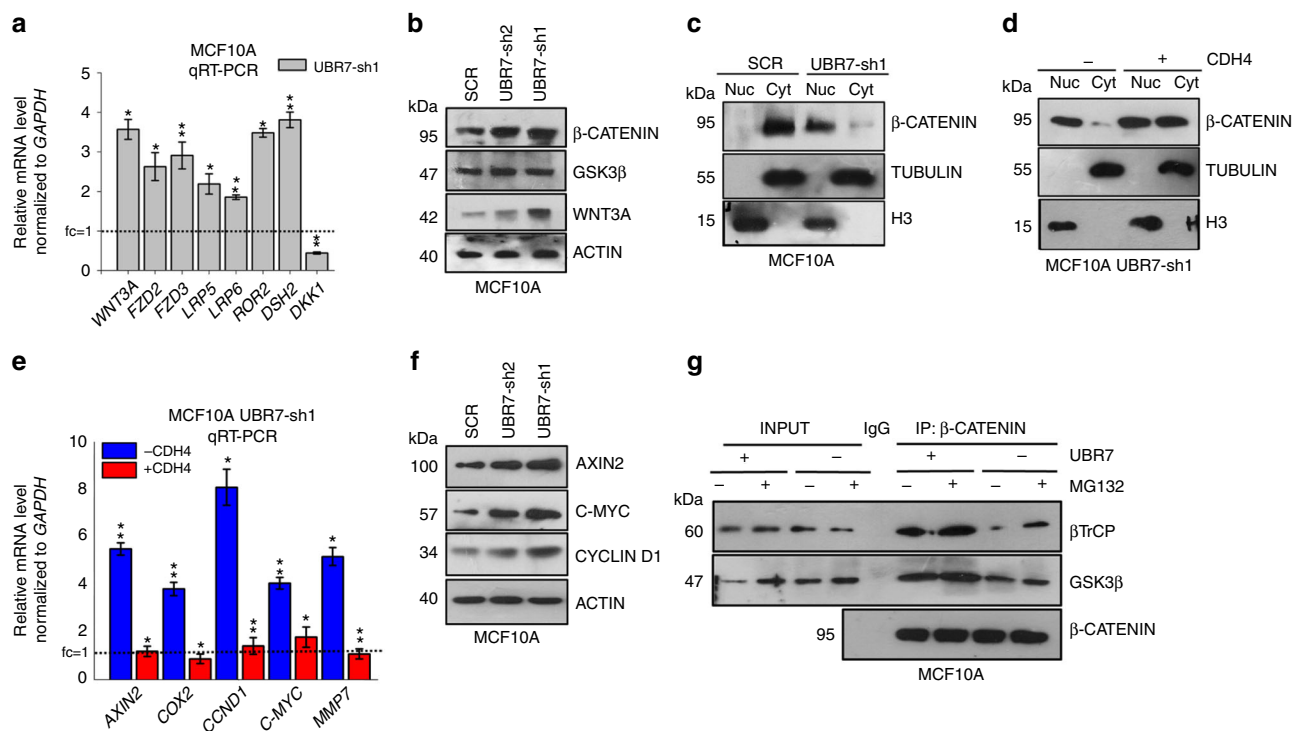 a
MCF10A
qRT-PCR
UBR7-sh1
Relative mRNA level
normalized to GAPDH
5
4
3
2
fc=1
1
0
* * * * * * * * * * * *
WNT3A FZD2 FZD3 LRP5 LRP6 ROR2 DSH2 DKK1
b
SCR UBR7-sh2 UBR7-sh1
kDa
95 β-CATENIN
47 GSK3β
42 WNT3A
40 ACTIN
MCF10A
c
SCR UBR7-sh1
kDa Nuc Cyt Nuc Cyt
95 β-CATENIN
55 TUBULIN
15 H3
MCF10A
d
– + CDH4
kDa Nuc Cyt Nuc Cyt
95 β-CATENIN
55 TUBULIN
15 H3
MCF10A UBR7-sh1
e
MCF10A UBR7-sh1
qRT-PCR
–CDH4
+CDH4
Relative mRNA level
normalized to GAPDH
10
8
6
4
2
fc=1
0
* * * * * * * * * * * * * * *
AXIN2 COX2 CCND1 C-MYC MMP7
f
SCR UBR7-sh2 UBR7-sh1
kDa
100 AXIN2
57 C-MYC
34 CYCLIN D1
40 ACTIN
MCF10A
g
INPUT IgG IP: β-CATENIN
+ – + – UBR7
– + – + – + – + MG132
kDa
60 βTrCP
47 GSK3β
95 β-CATENIN
MCF10A